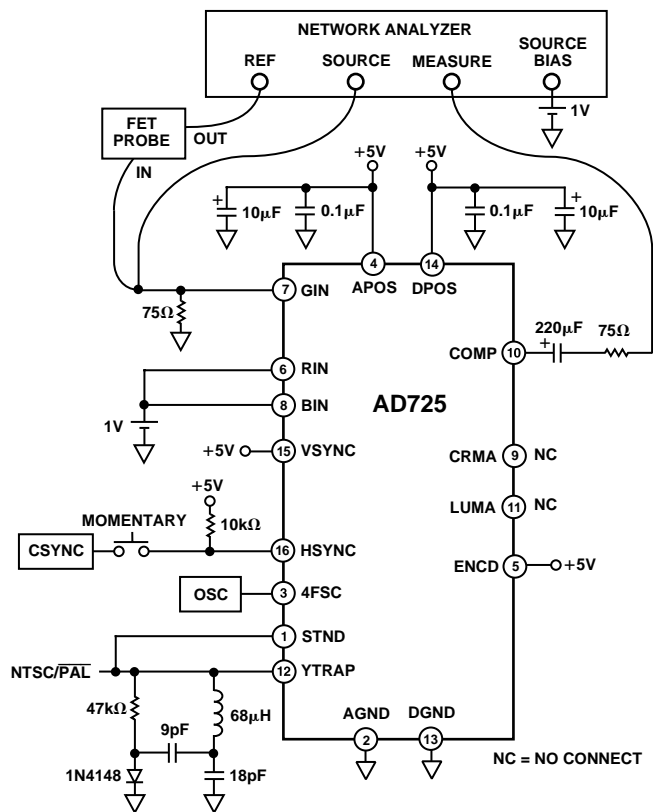 NETWORK ANALYZER
REF
SOURCE
MEASURE
SOURCE
BIAS
1V
FET
PROBE
OUT
IN
+5V
+5V
+
10µF
0.1µF
0.1µF
+
10µF
4
APOS
14
DPOS
7
GIN
75Ω
220µF
+
75Ω
COMP
10
6
RIN
8
BIN
AD725
1V
+5V
15
VSYNC
CRMA
9
NC
+5V
10kΩ
LUMA
11
NC
MOMENTARY
CSYNC
16
HSYNC
ENCD
5
+5V
OSC
3
4FSC
1
STND
NTSC/PAL
12
YTRAP
47kΩ
68µH
9pF
1N4148
18pF
AGND
2
DGND
13
NC = NO CONNECT